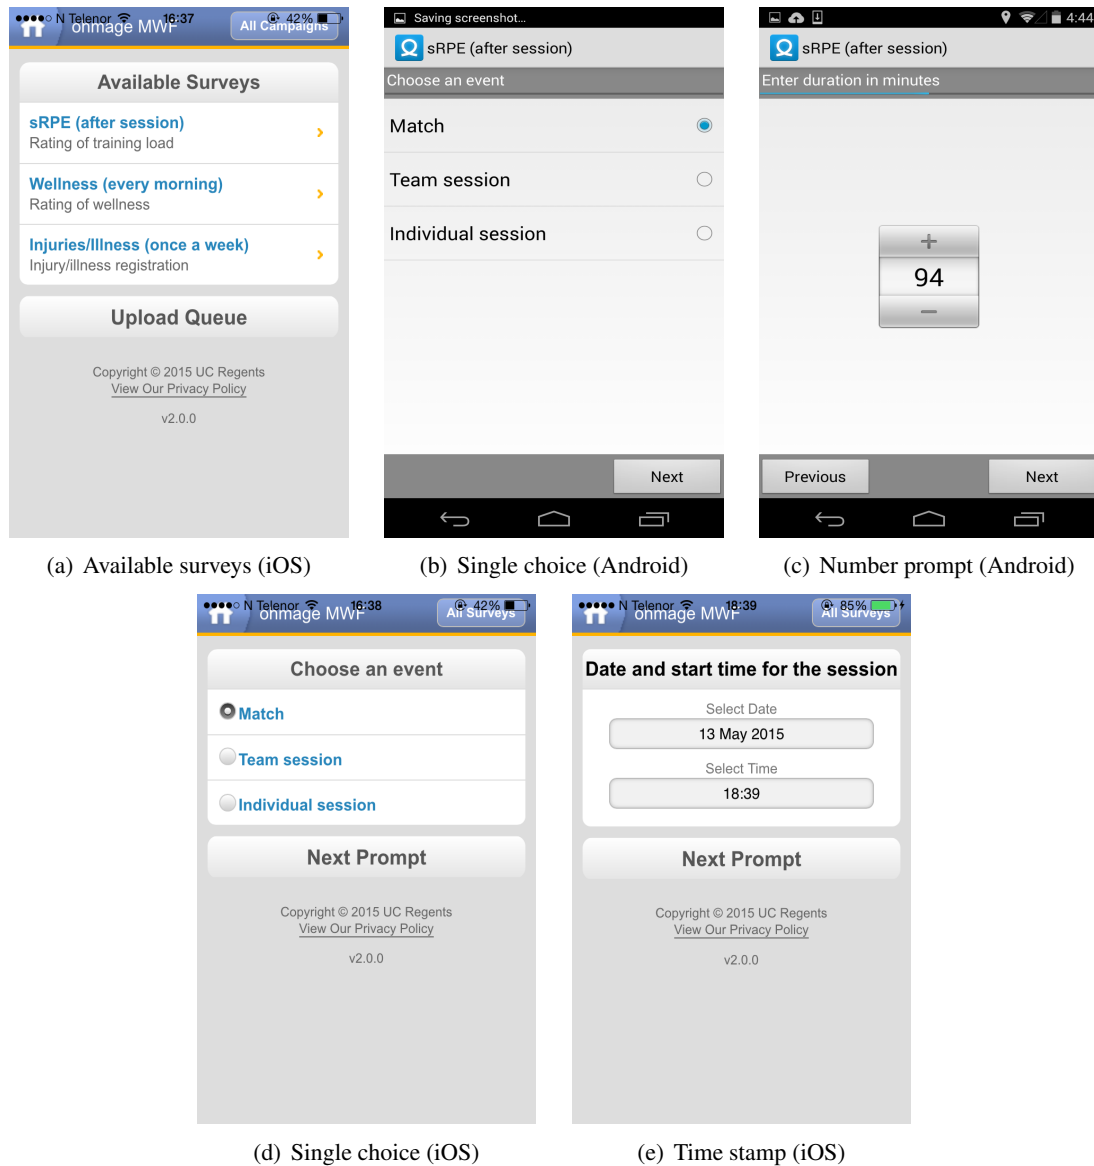 N Telenor 16:37 42%
ohmage MWF All Campaigns
Available Surveys
sRPE (after session)
Rating of training load
Wellness (every morning)
Rating of wellness
Injuries/Illness (once a week)
Injury/illness registration
Upload Queue
Copyright © 2015 UC Regents
View Our Privacy Policy
v2.0.0
(a) Available surveys (iOS)
Saving screenshot...
sRPE (after session)
Choose an event
Match
Team session
Individual session
Next
(b) Single choice (Android)
4:44
sRPE (after session)
Enter duration in minutes
+
94
−
Previous Next
(c) Number prompt (Android)
N Telenor 16:38 42%
ohmage MWF All Surveys
Choose an event
Match
Team session
Individual session
Next Prompt
Copyright © 2015 UC Regents
View Our Privacy Policy
v2.0.0
(d) Single choice (iOS)
N Telenor 18:39 85%
ohmage MWF All Surveys
Date and start time for the session
Select Date
13 May 2015
Select Time
18:39
Next Prompt
Copyright © 2015 UC Regents
View Our Privacy Policy
v2.0.0
(e) Time stamp (iOS)